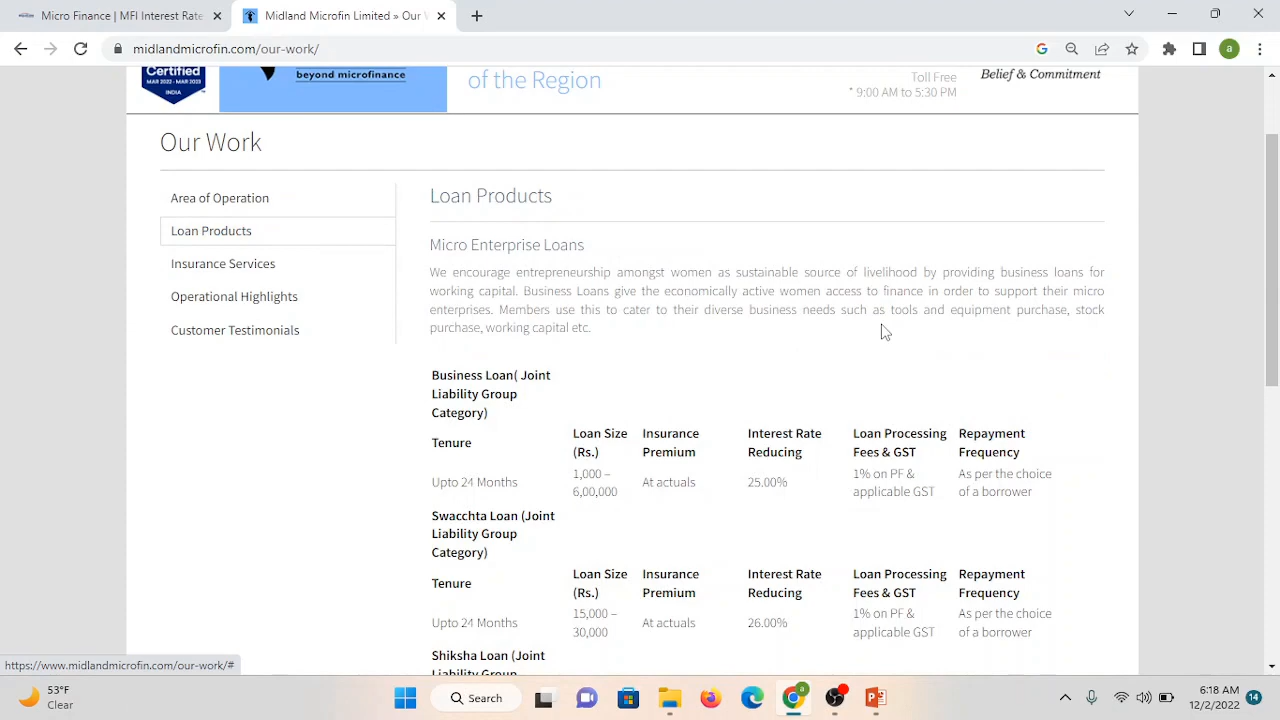 Micro Finance | MFI Interest Rate
Midland Microfin Limited » Our
midlandmicrofin.com/our-work/
a
Certified
MAR 2022 - MAR 2023
INDIA
beyond microfinance
of the Region
Toll Free
* 9:00 AM to 5:30 PM
Belief & Commitment
Our Work
Area of Operation
Loan Products
Insurance Services
Operational Highlights
Customer Testimonials
Loan Products
Micro Enterprise Loans
We encourage entrepreneurship amongst women as sustainable source of livelihood by providing business loans for
working capital. Business Loans give the economically active women access to finance in order to support their micro
enterprises. Members use this to cater to their diverse business needs such as tools and equipment purchase, stock
purchase, working capital etc.
Business Loan( Joint
Liability Group
Category)
Tenure
Loan Size
(Rs.)
Insurance
Premium
Interest Rate
Reducing
Loan Processing
Fees & GST
Repayment
Frequency
Upto 24 Months
1,000 –
6,00,000
At actuals
25.00%
1% on PF &
applicable GST
As per the choice
of a borrower
Swacchta Loan (Joint
Liability Group
Category)
Tenure
Loan Size
(Rs.)
Insurance
Premium
Interest Rate
Reducing
Loan Processing
Fees & GST
Repayment
Frequency
Upto 24 Months
15,000 –
30,000
At actuals
26.00%
1% on PF &
applicable GST
As per the choice
of a borrower
Shiksha Loan (Joint
Liability Group
https://www.midlandmicrofin.com/our-work/#
53°F
Clear
Search
a
6:18 AM
12/2/2022
14